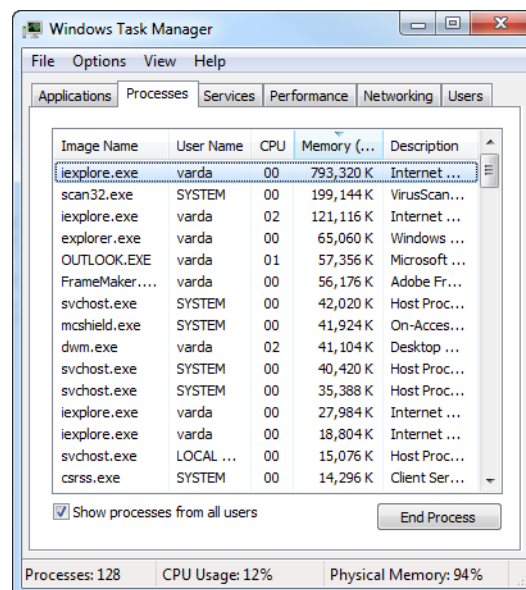 Windows Task Manager
File Options View Help
Applications Processes Services Performance Networking Users
Image Name User Name CPU Memory (... Description
iexplore.exe varda 00 793,320 K Internet ...
scan32.exe SYSTEM 00 199,144 K VirusScan...
iexplore.exe varda 02 121,116 K Internet ...
explorer.exe varda 00 65,060 K Windows ...
OUTLOOK.EXE varda 01 57,356 K Microsoft ...
FrameMaker.... varda 00 56,176 K Adobe Fr...
svchost.exe SYSTEM 00 42,020 K Host Proc...
mcshield.exe SYSTEM 00 41,924 K On-Acces...
dwm.exe varda 02 41,104 K Desktop ...
svchost.exe SYSTEM 00 40,420 K Host Proc...
svchost.exe SYSTEM 00 35,388 K Host Proc...
iexplore.exe varda 00 27,984 K Internet ...
iexplore.exe varda 00 18,804 K Internet ...
svchost.exe LOCAL ... 00 15,076 K Host Proc...
csrss.exe SYSTEM 00 14,296 K Client Ser...
Show processes from all users
End Process
Processes: 128 CPU Usage: 12% Physical Memory: 94%